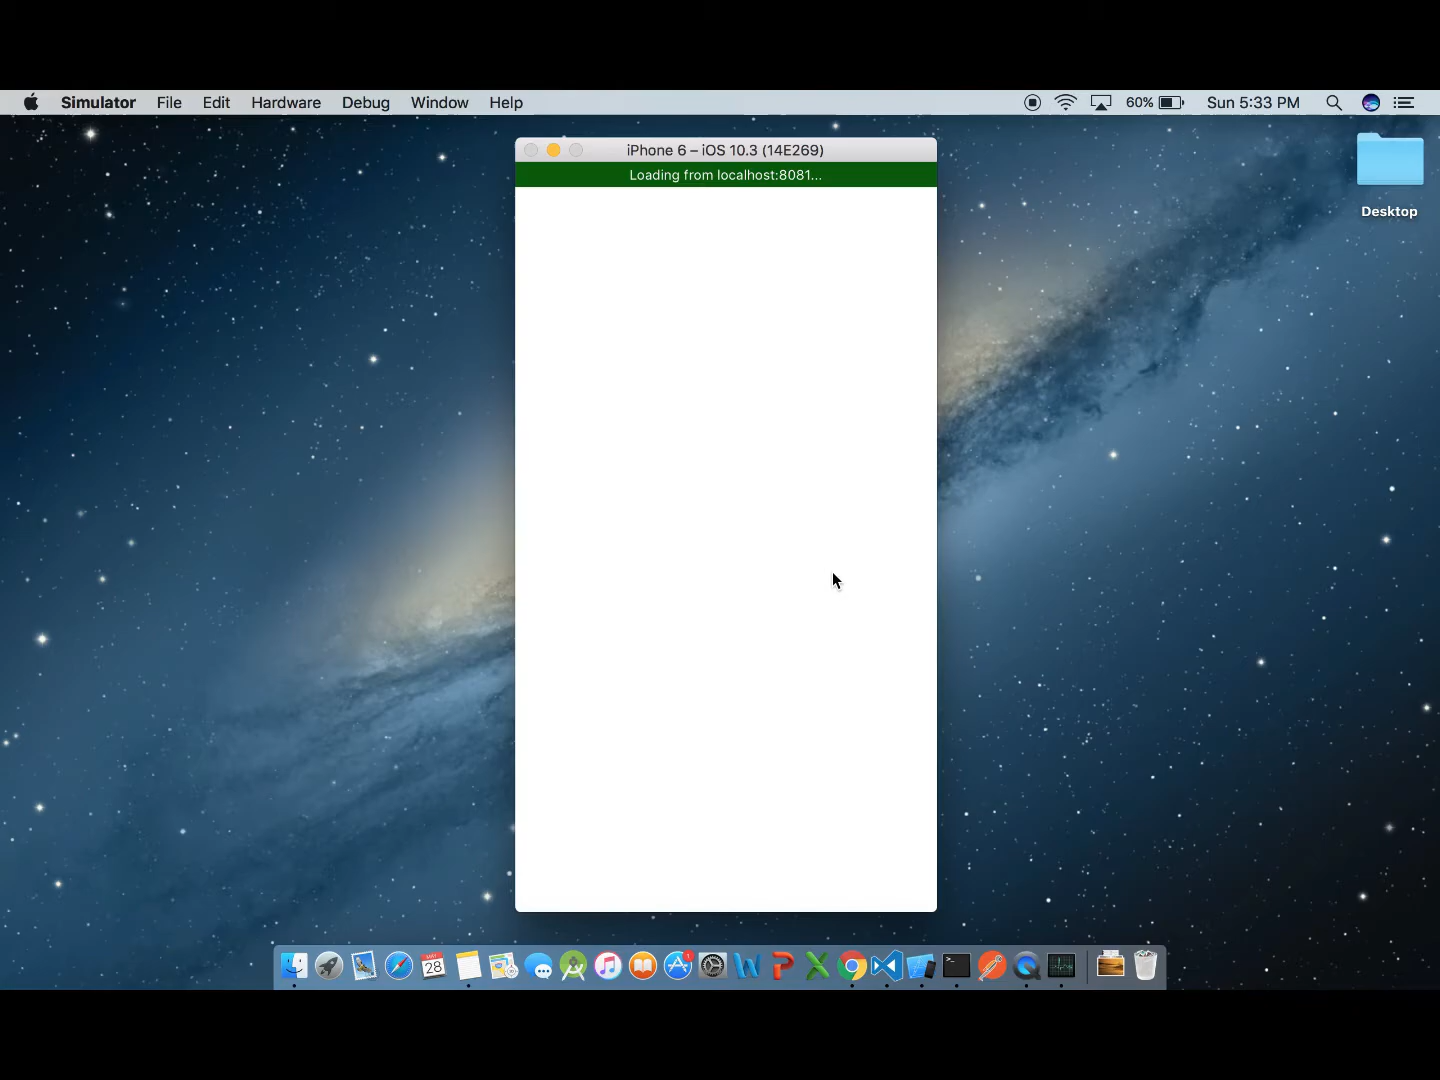 Simulator File Edit Hardware Debug Window Help 60% Sun 5:33 PM
iPhone 6 – iOS 10.3 (14E269)
Loading from localhost:8081...
Desktop
28
1